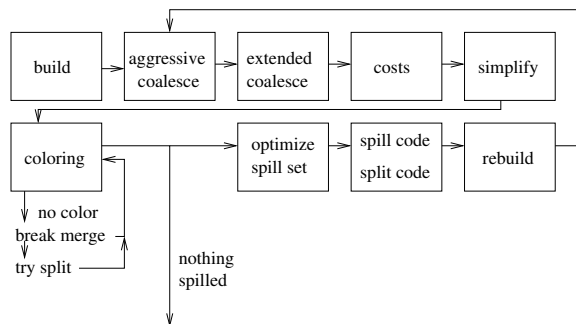 build
aggressive
coalesce
extended
coalesce
costs
simplify
coloring
optimize
spill set
spill code
split code
rebuild
no color
break merge
try split
nothing
spilled